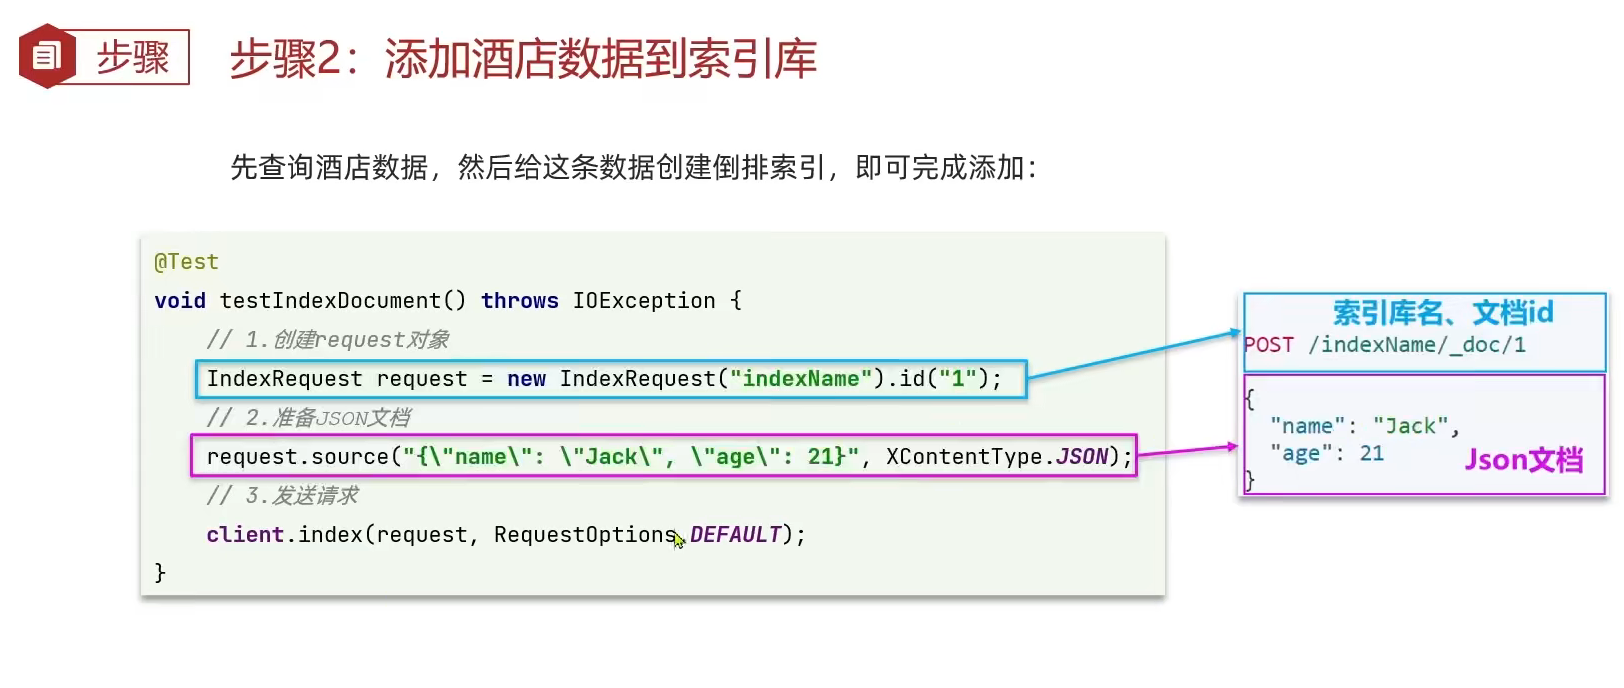 步骤
步骤2：添加酒店数据到索引库
先查询酒店数据，然后给这条数据创建倒排索引，即可完成添加：
@Test
void testIndexDocument() throws IOException {
// 1.创建request对象
IndexRequest request = new IndexRequest("indexName").id("1");
// 2.准备JSON文档
request.source("{\"name\": \"Jack\", \"age\": 21}", XContentType.JSON);
// 3.发送请求
client.index(request, RequestOptions.DEFAULT);
}
索引库名、文档id
POST /indexName/_doc/1
{
"name": "Jack",
"age": 21
Json文档
}